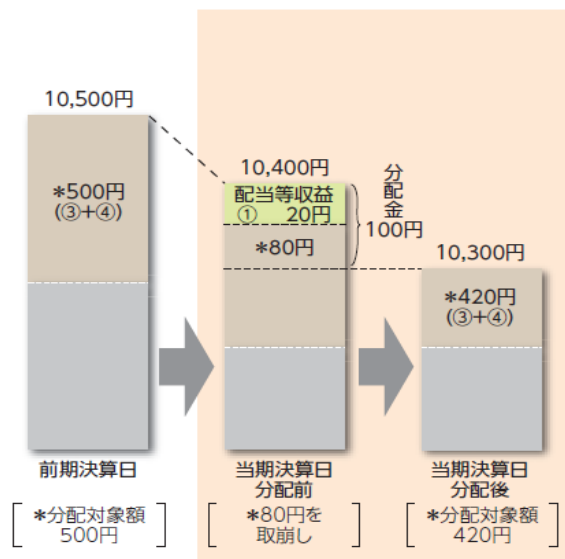 10,500円
*500円
(③+④)
前期決算日
*分配対象額
500円
10,400円
配当等収益
① 20円
*80円
分配金
100円
当期決算日
分配前
*80円を
取崩し
10,300円
*420円
(③+④)
当期決算日
分配後
*分配対象額
420円